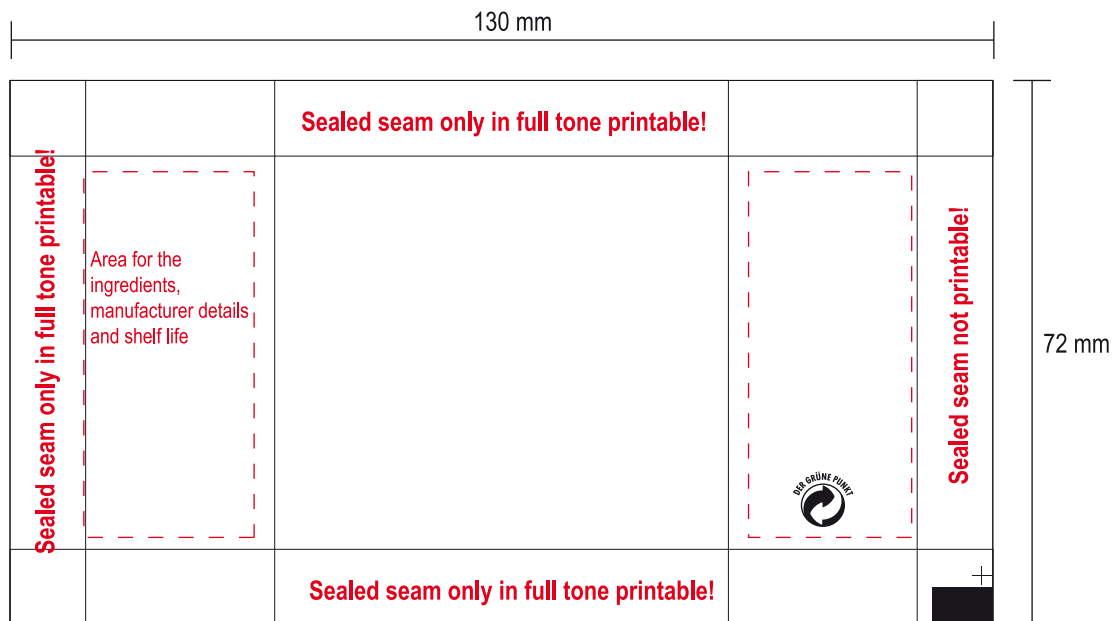 130 mm
Sealed seam only in full tone printable!
Sealed seam only in full tone printable!
Area for the
ingredients,
manufacturer details
and shelf life
DER GRÜNE PUNKT
Sealed seam not printable!
72 mm
Sealed seam only in full tone printable!